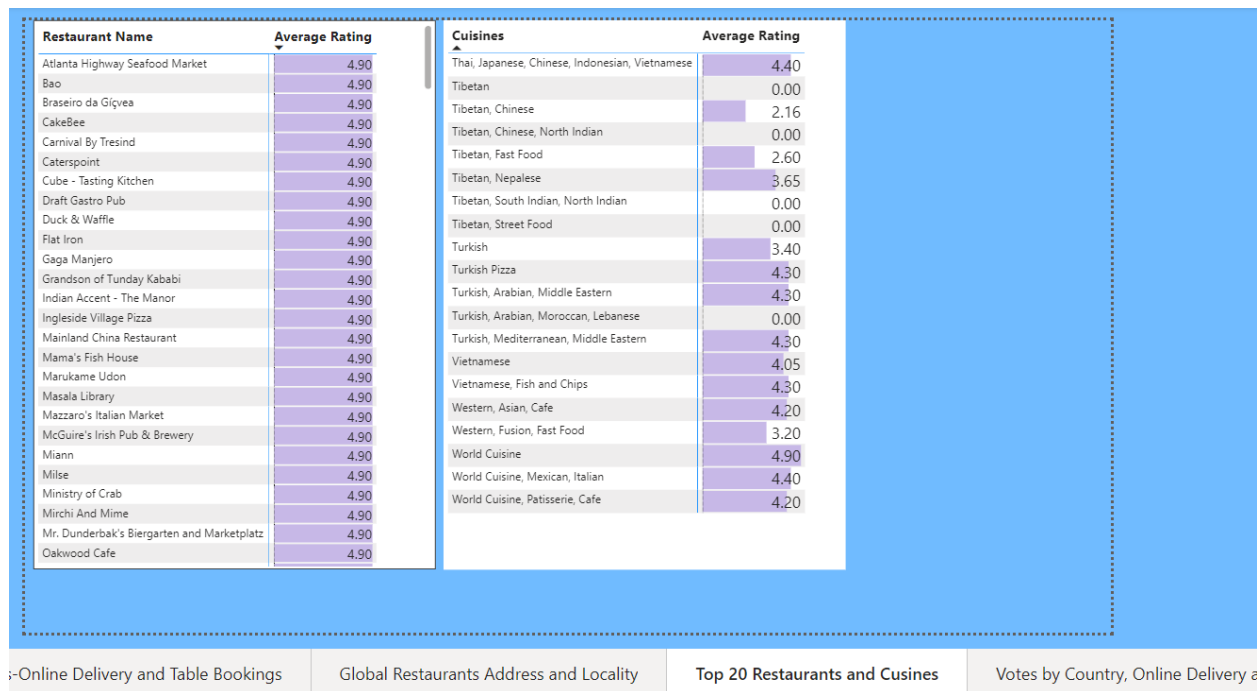 Restaurant Name Average Rating
Atlanta Highway Seafood Market 4.90
Bao 4.90
Braseiro da Gíçvea 4.90
CakeBee 4.90
Carnival By Tresind 4.90
Caterspoint 4.90
Cube - Tasting Kitchen 4.90
Draft Gastro Pub 4.90
Duck & Waffle 4.90
Flat Iron 4.90
Gaga Manjero 4.90
Grandson of Tunday Kababi 4.90
Indian Accent - The Manor 4.90
Ingleside Village Pizza 4.90
Mainland China Restaurant 4.90
Mama's Fish House 4.90
Marukame Udon 4.90
Masala Library 4.90
Mazzaro's Italian Market 4.90
McGuire's Irish Pub & Brewery 4.90
Miann 4.90
Milse 4.90
Ministry of Crab 4.90
Mirchi And Mime 4.90
Mr. Dunderbak's Biergarten and Marketplatz 4.90
Oakwood Cafe 4.90
Cuisines Average Rating
Thai, Japanese, Chinese, Indonesian, Vietnamese 4.40
Tibetan 0.00
Tibetan, Chinese 2.16
Tibetan, Chinese, North Indian 0.00
Tibetan, Fast Food 2.60
Tibetan, Nepalese 3.65
Tibetan, South Indian, North Indian 0.00
Tibetan, Street Food 0.00
Turkish 3.40
Turkish Pizza 4.30
Turkish, Arabian, Middle Eastern 4.30
Turkish, Arabian, Moroccan, Lebanese 0.00
Turkish, Mediterranean, Middle Eastern 4.30
Vietnamese 4.05
Vietnamese, Fish and Chips 4.30
Western, Asian, Cafe 4.20
Western, Fusion, Fast Food 3.20
World Cuisine 4.90
World Cuisine, Mexican, Italian 4.40
World Cuisine, Patisserie, Cafe 4.20
s-Online Delivery and Table Bookings Global Restaurants Address and Locality Top 20 Restaurants and Cusines Votes by Country, Online Delivery